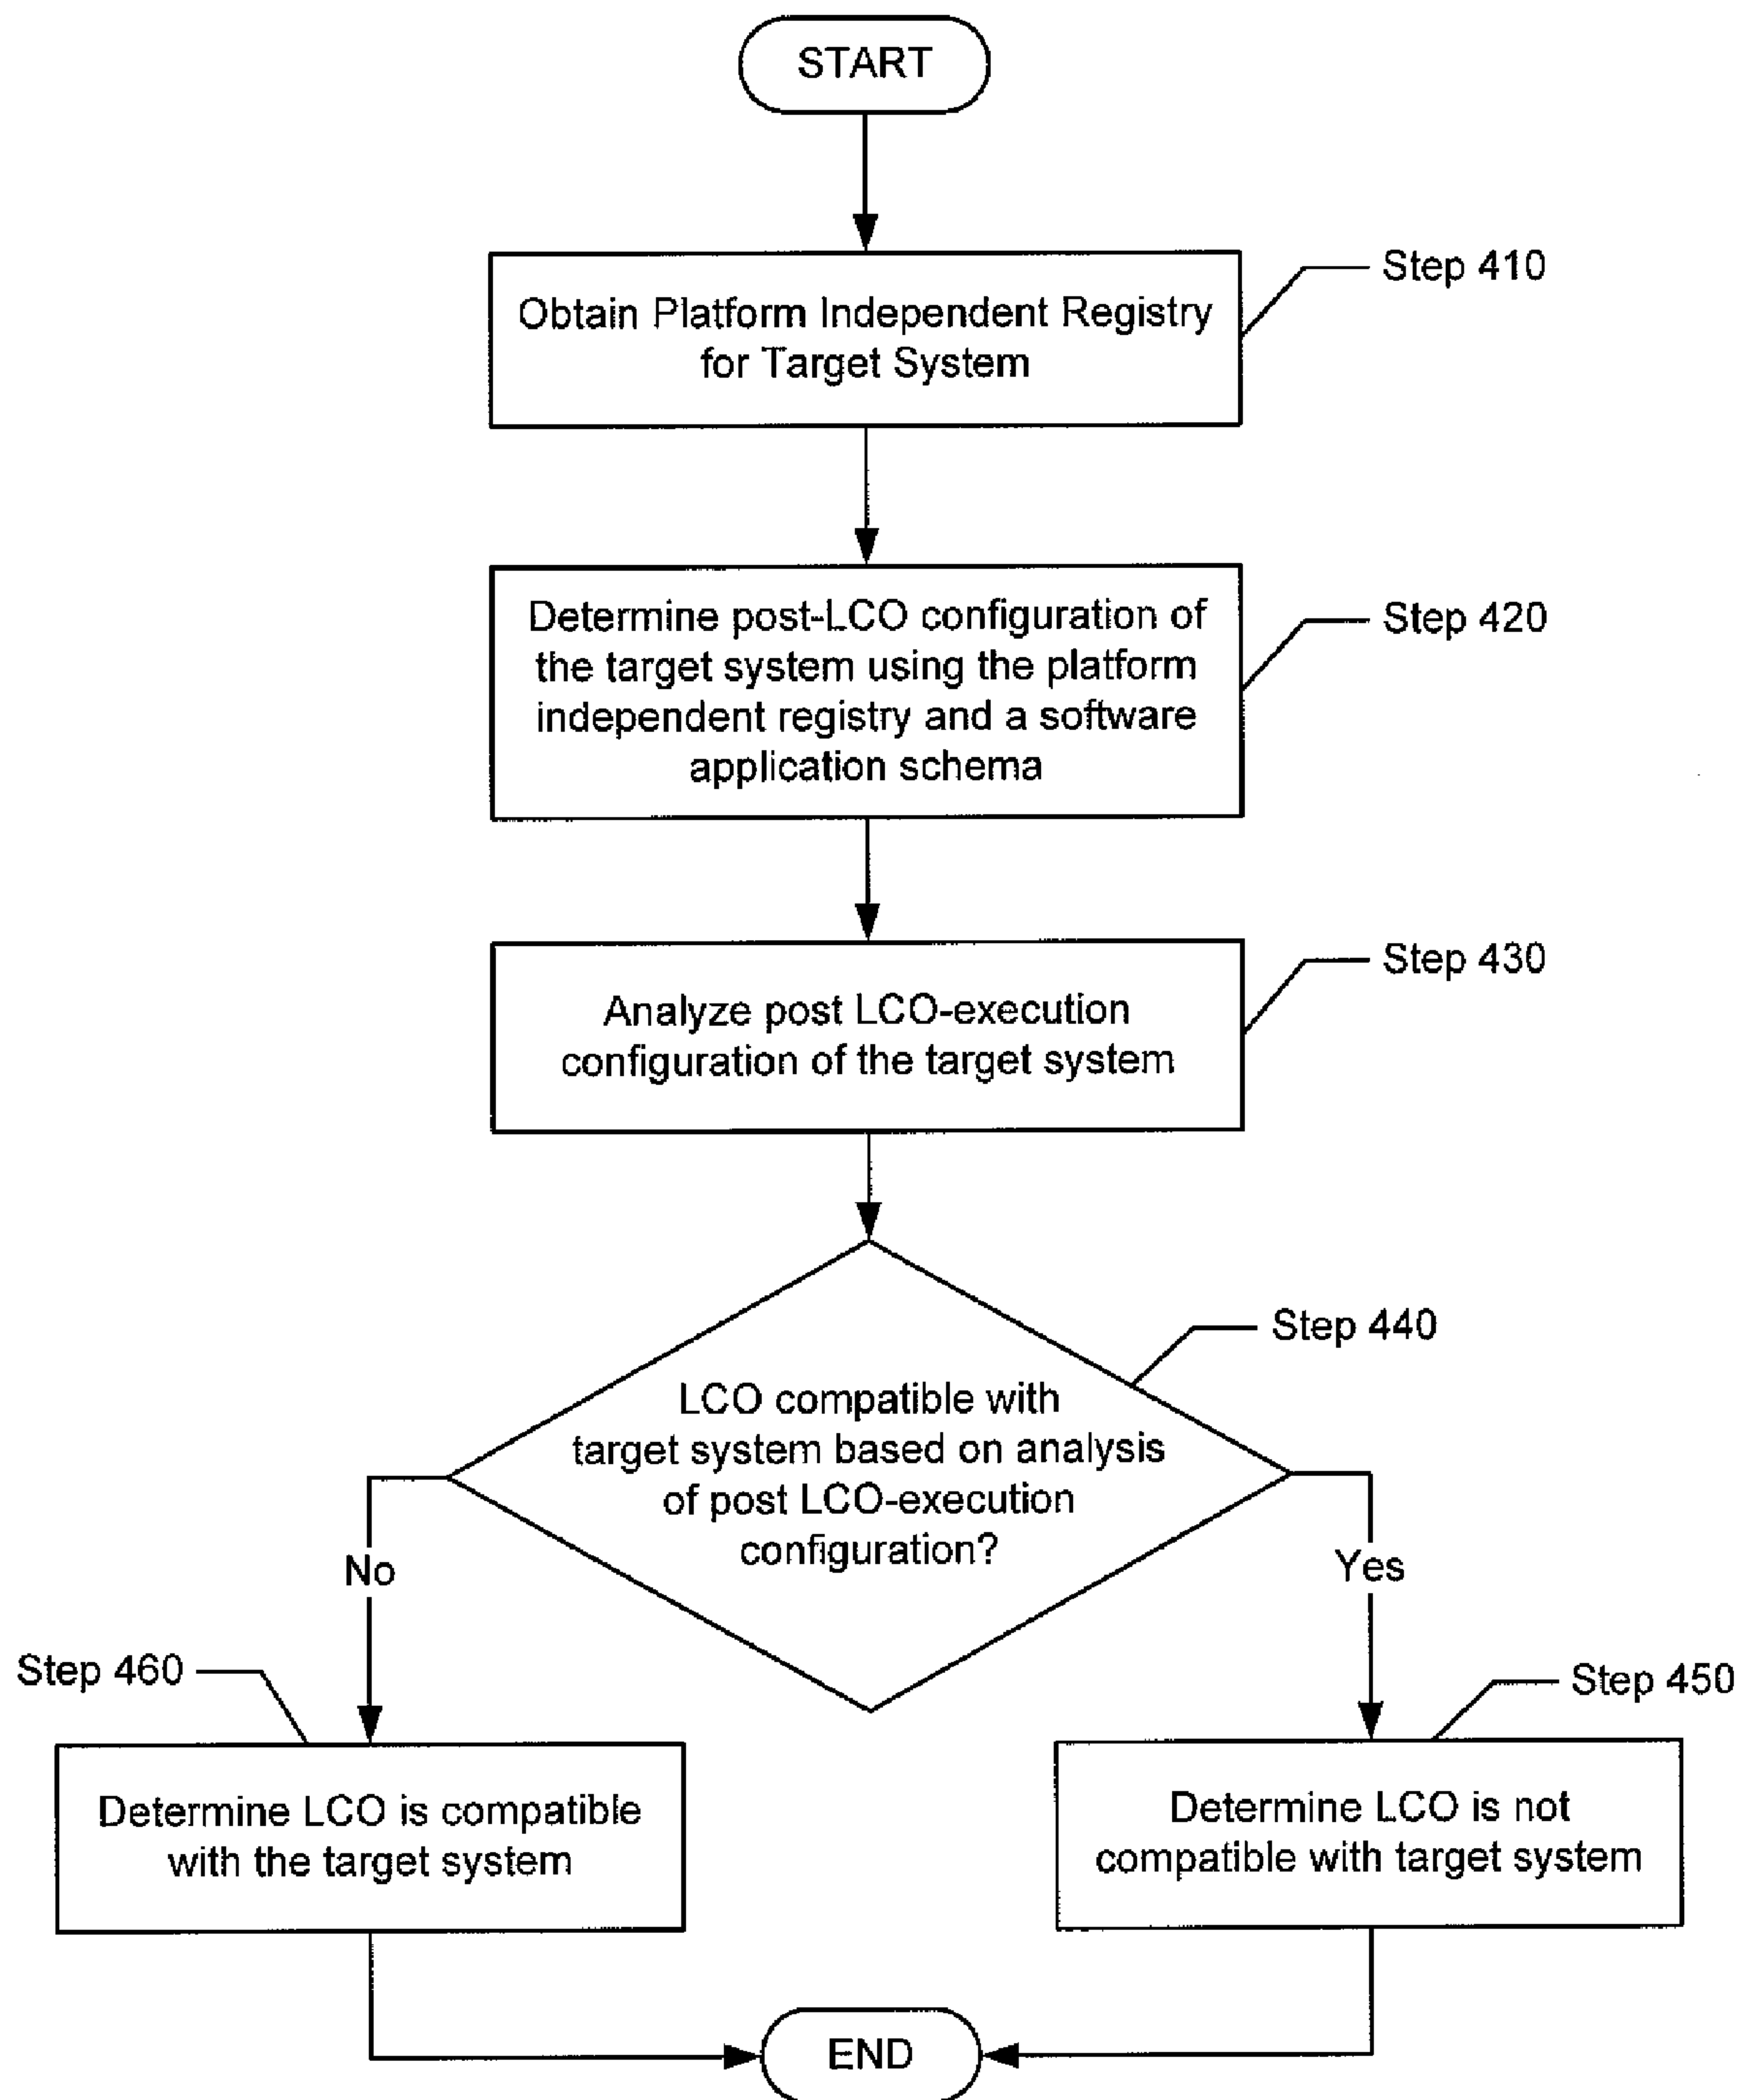 START
Step 410
Obtain Platform Independent Registry
for Target System
Step 420
Determine post-LCO configuration of
the target system using the platform
independent registry and a software
application schema
Step 430
Analyze post LCO-execution
configuration of the target system
Step 440
LCO compatible with
target system based on analysis
of post LCO-execution
configuration?
No
Yes
Step 460
Step 450
Determine LCO is compatible
with the target system
Determine LCO is not
compatible with target system
END